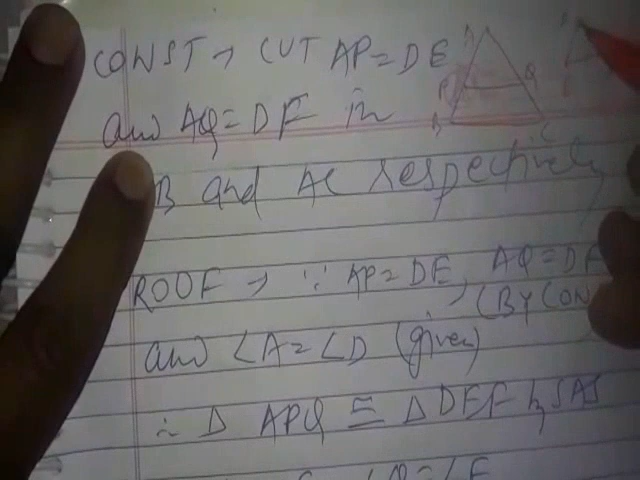 CONST → CUT AP=DE
and AQ=DF in
B and AC respectively
ROOF → ∵ AP=DE, AQ=DF
(BY CON
and ∠A=∠D (given)
∴ Δ APQ ≅ Δ DEF by SAS